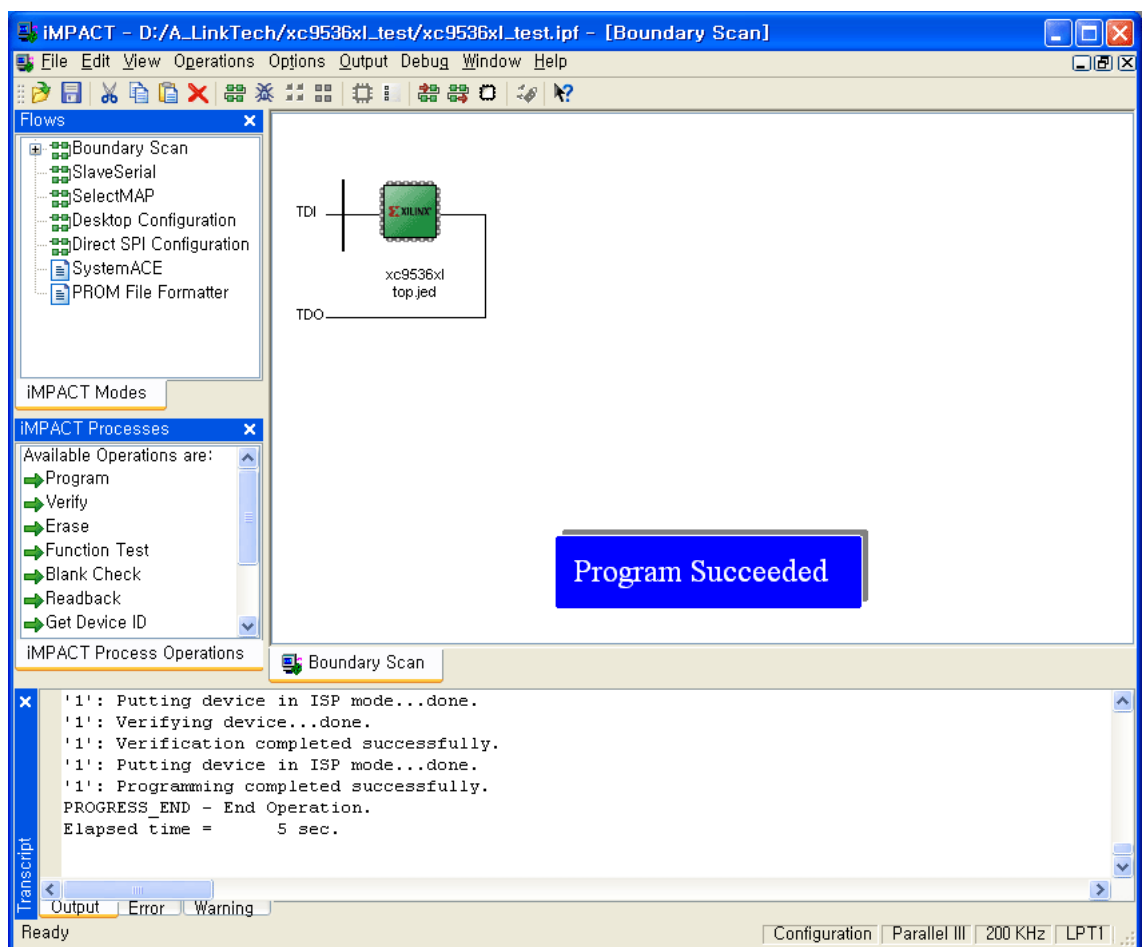 iMPACT - D:/A_LinkTech/xc9536xl_test/xc9536xl_test.ipf - [Boundary Scan]
File Edit View Operations Options Output Debug Window Help
Flows
Boundary Scan
SlaveSerial
SelectMAP
Desktop Configuration
Direct SPI Configuration
SystemACE
PROM File Formatter
iMPACT Modes
iMPACT Processes
Available Operations are:
Program
Verify
Erase
Function Test
Blank Check
Readback
Get Device ID
iMPACT Process Operations
TDI
XILINX
xc9536xl
top.jed
TDO
Program Succeeded
Boundary Scan
'1': Putting device in ISP mode...done.
'1': Verifying device...done.
'1': Verification completed successfully.
'1': Putting device in ISP mode...done.
'1': Programming completed successfully.
PROGRESS_END - End Operation.
Elapsed time =      5 sec.
Transcript
Output Error Warning
Ready
Configuration Parallel III 200 KHz LPT1